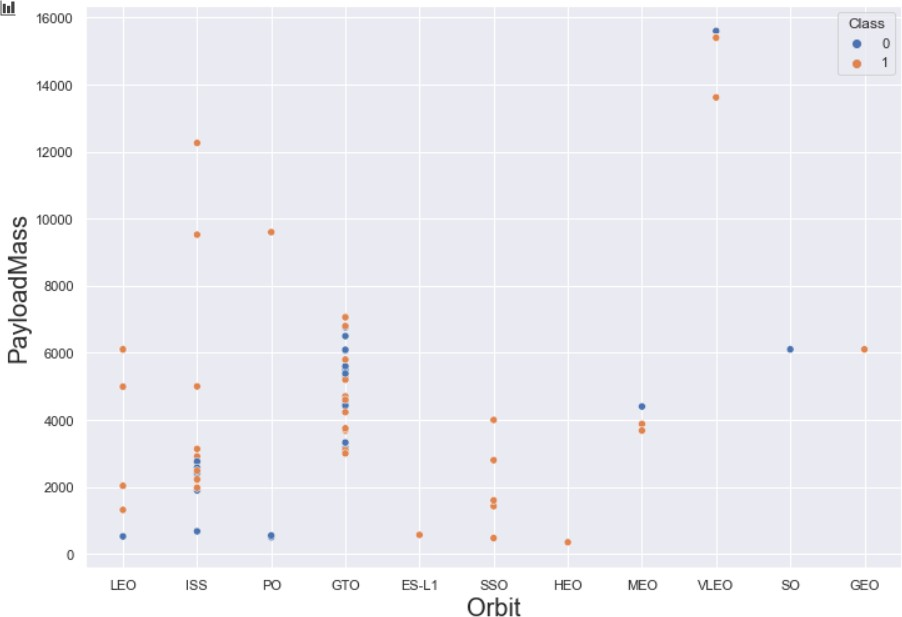 Class
0
1
16000
14000
12000
10000
8000
6000
4000
2000
0
PayloadMass
LEO ISS PO GTO ES-L1 SSO HEO MEO VLEO SO GEO
Orbit